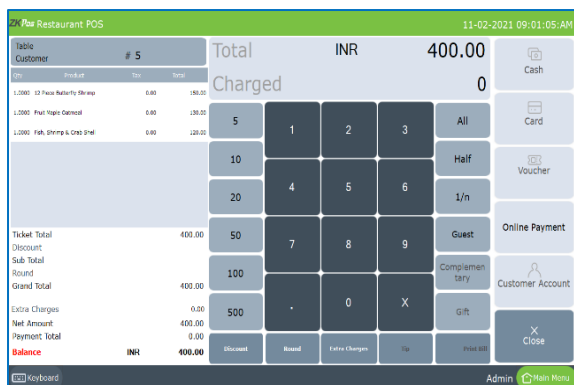 ZKPos Restaurant POS
11-02-2021 09:01:05:AM
Table
Customer
# 5
Qty Product Tax Total
1.0000 12 Piece Butterfly Shrimp 0.00 150.00
1.0000 Fruit Maple Oatmeal 0.00 130.00
1.0000 Fish, Shrimp & Crab Shell 0.00 120.00
Ticket Total 400.00
Discount
Sub Total
Round
Grand Total 400.00
Extra Charges 0.00
Net Amount 400.00
Payment Total 0.00
Balance INR 400.00
Total INR 400.00
Charged 0
5 1 2 3 All
10 Half
20 4 5 6 1/n
50 7 8 9 Guest
100 Complemen
tary
500 . 0 X Gift
Discount Round Extra Charges Tip Print Bill
Cash
Card
Voucher
Online Payment
Customer Account
X
Close
Keyboard
Admin Main Menu